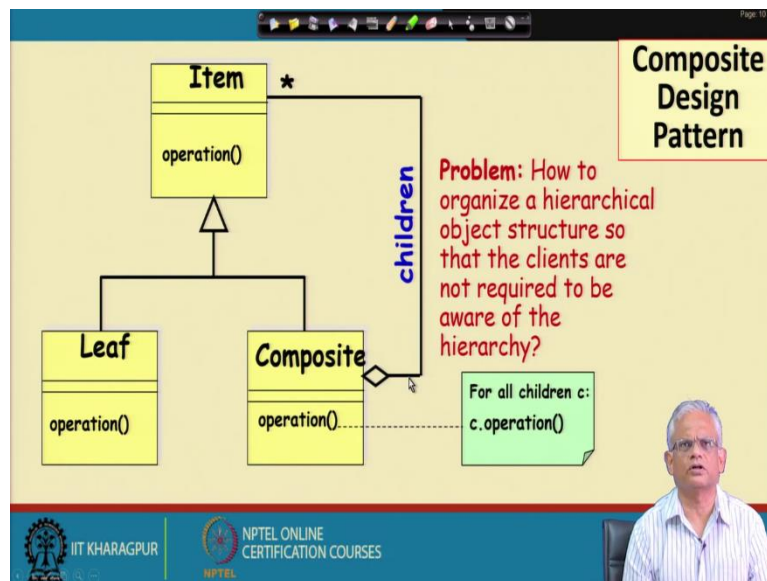 Page: 10
Composite
Design
Pattern
Item
*
operation()
children
Problem: How to
organize a hierarchical
object structure so
that the clients are
not required to be
aware of the
hierarchy?
Leaf
operation()
Composite
operation()
For all children c:
c.operation()
IIT KHARAGPUR
NPTEL
NPTEL ONLINE
CERTIFICATION COURSES